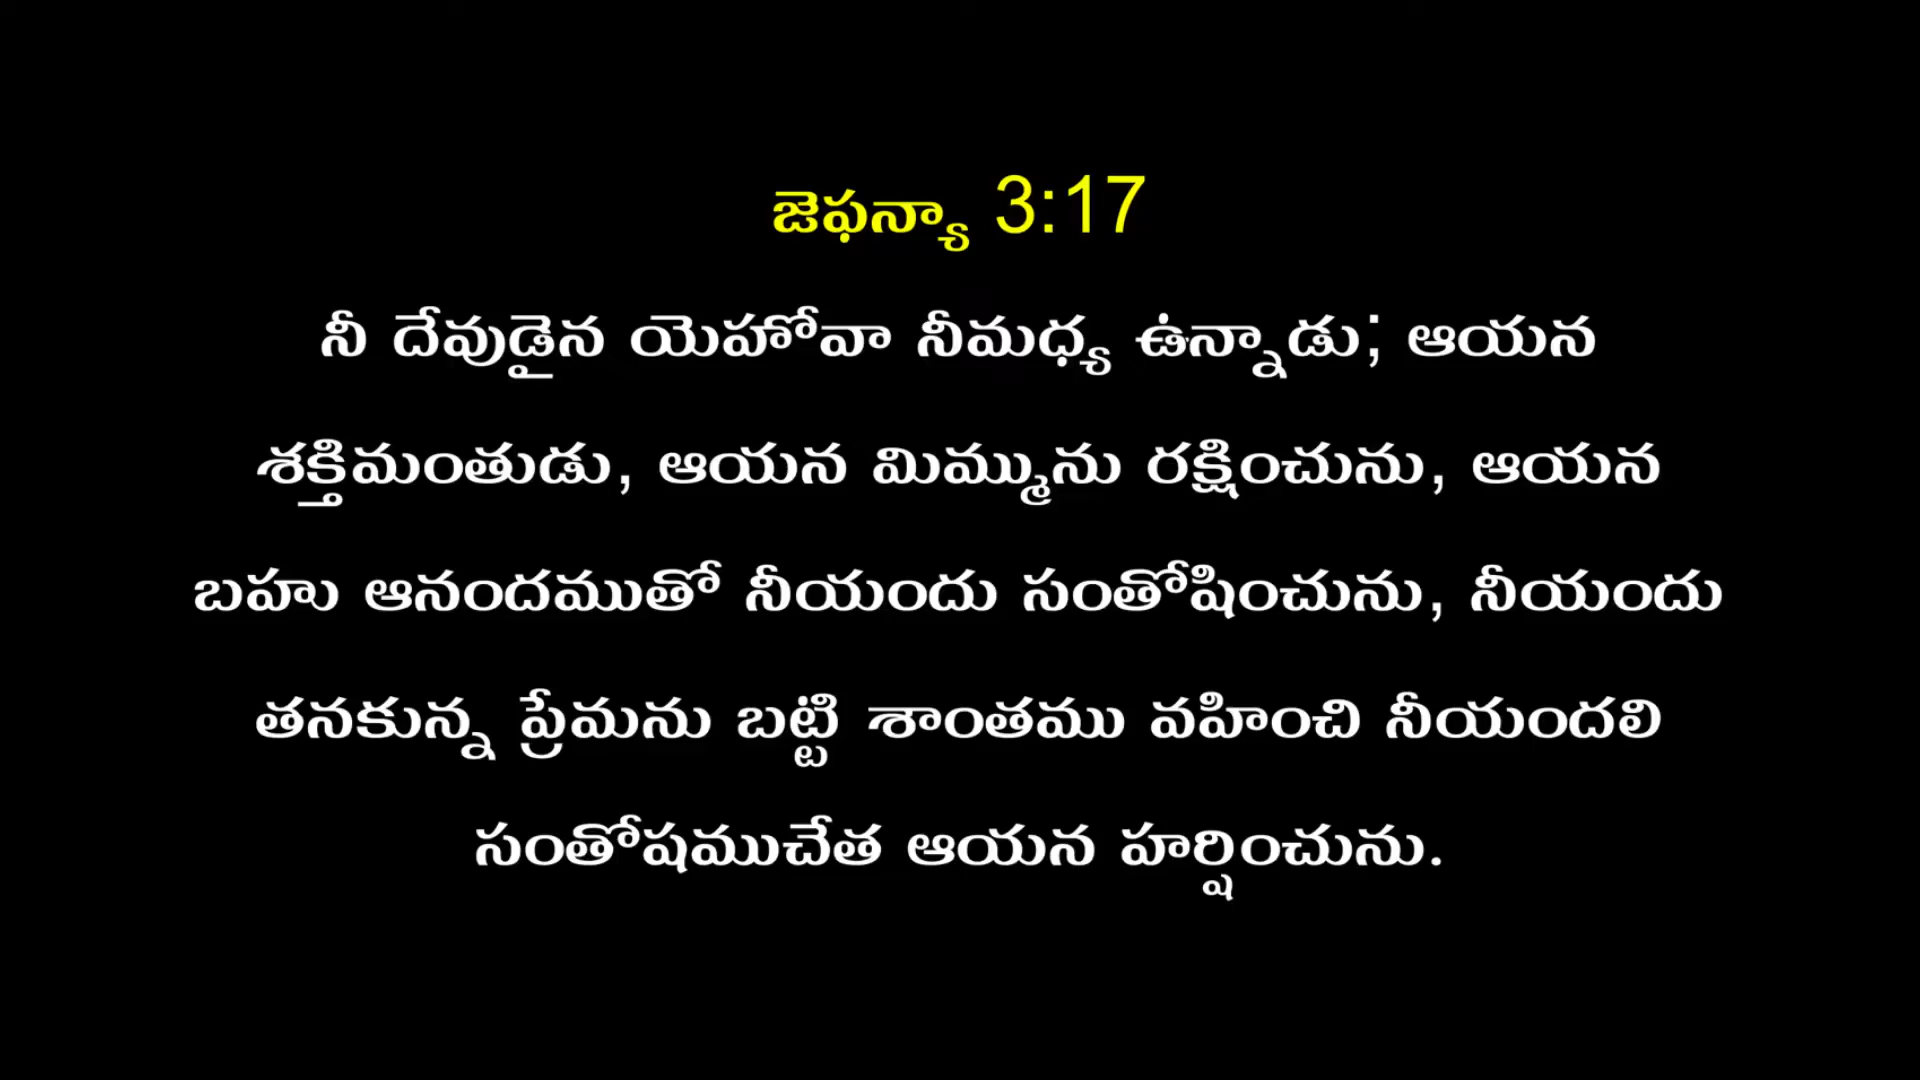 జెఫన్యా 3:17
నీ దేవుడైన యెహోవా నీమధ్య ఉన్నాడు; ఆయన
శక్తిమంతుడు, ఆయన మిమ్మును రక్షించును, ఆయన
బహు ఆనందముతో నీయందు సంతోషించును, నీయందు
తనకున్న ప్రేమను బట్టి శాంతము వహించి నీయందలి
సంతోషముచేత ఆయన హర్షించును.